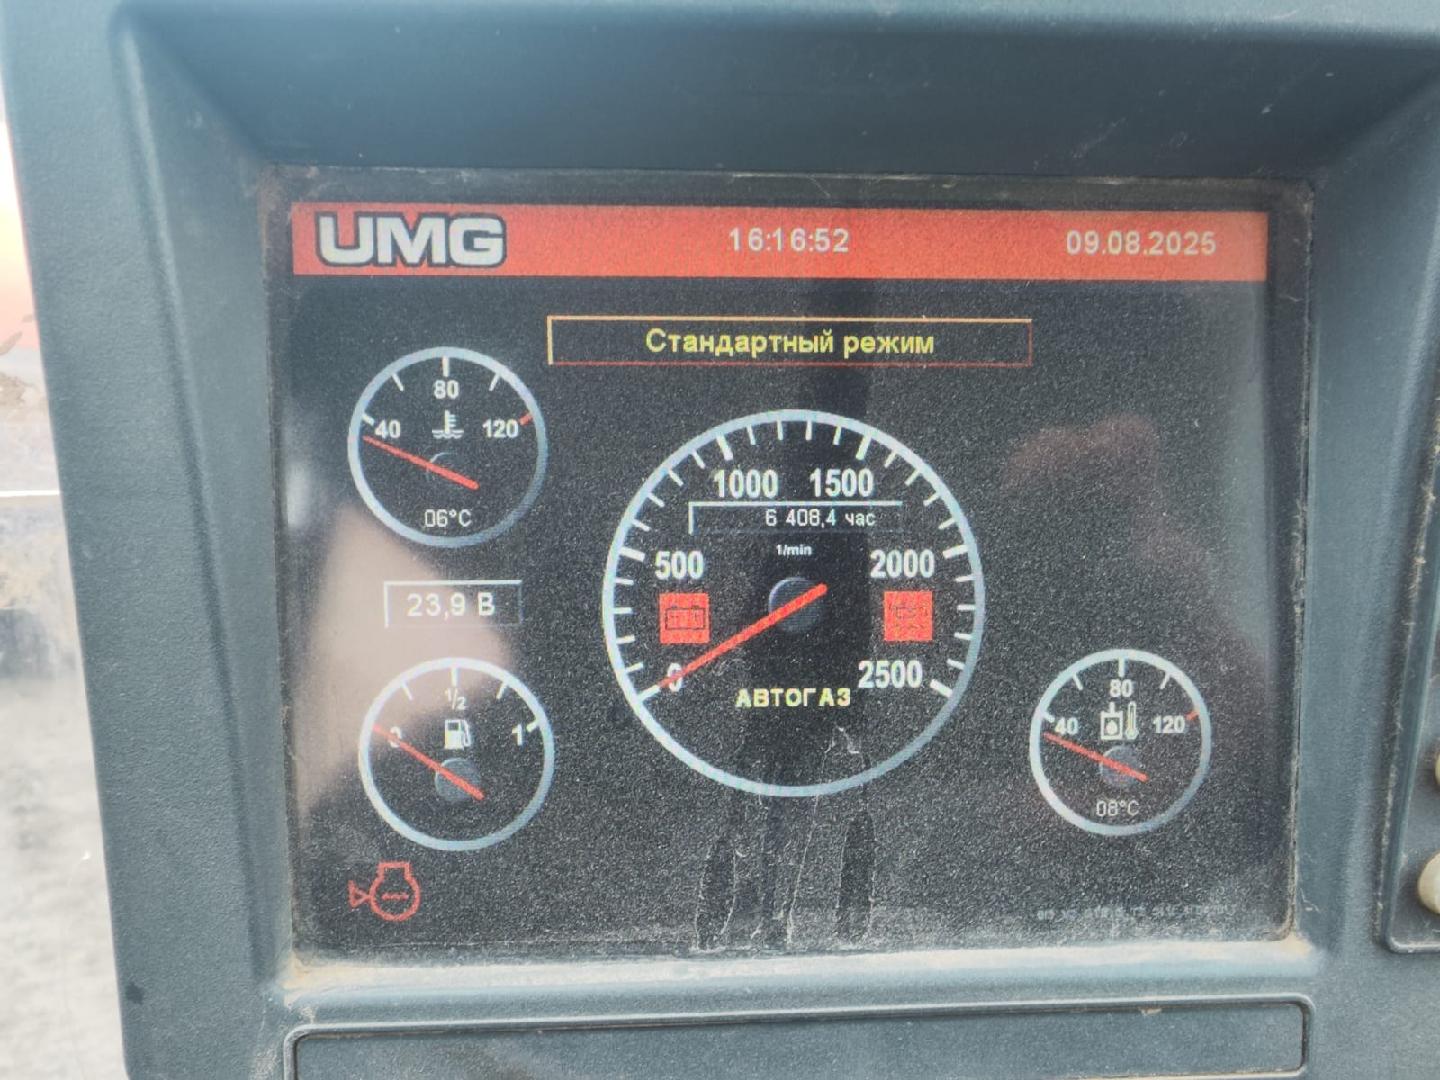 UMG 16:16:52 09.08.2025
Стандартный режим
80
40 120
06°C
1000 1500
6 408,4 час
1/min
500 2000
23,9 В
0 2500
АВТОГАЗ
1/2
0 1
80
40 120
08°C